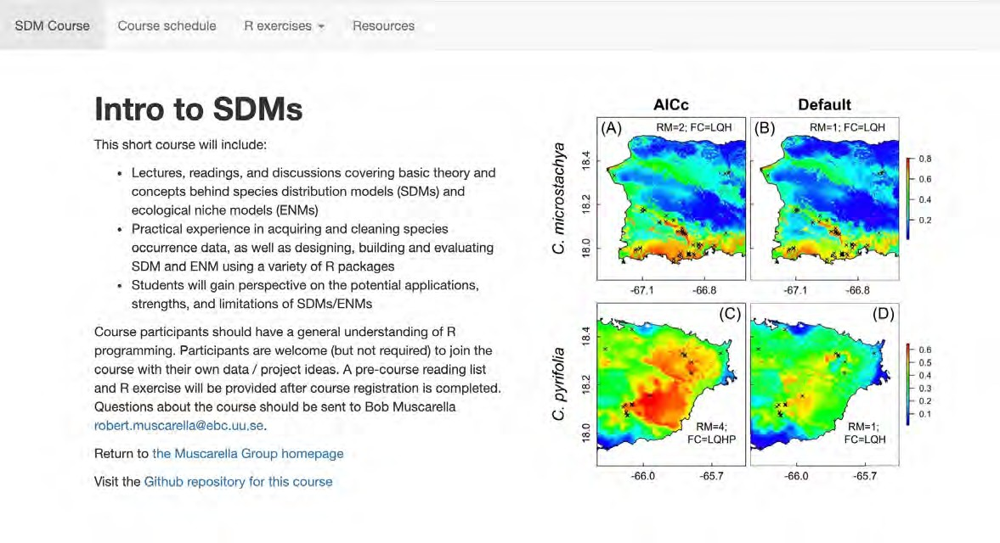 SDM Course
Course schedule
R exercises
Resources
Intro to SDMs
This short course will include:
• Lectures, readings, and discussions covering basic theory and
concepts behind species distribution models (SDMs) and
ecological niche models (ENMs)
• Practical experience in acquiring and cleaning species
occurrence data, as well as designing, building and evaluating
SDM and ENM using a variety of R packages
• Students will gain perspective on the potential applications,
strengths, and limitations of SDMs/ENMs
Course participants should have a general understanding of R
programming. Participants are welcome (but not required) to join the
course with their own data / project ideas. A pre-course reading list
and R exercise will be provided after course registration is completed.
Questions about the course should be sent to Bob Muscarella
robert.muscarella@ebc.uu.se.
Return to the Muscarella Group homepage
Visit the Github repository for this course
AICc
Default
C. microstachya
18.4
18.2
18.0
(A)
RM=2; FC=LQH
-67.1
-66.8
(B)
RM=1; FC=LQH
-67.1
-66.8
0.8
0.6
0.4
0.2
C. pyrifolia
18.4
18.2
18.0
(C)
RM=4;
FC=LQHP
-66.0
-65.7
(D)
RM=1;
FC=LQH
-66.0
-65.7
0.6
0.5
0.4
0.3
0.2
0.1